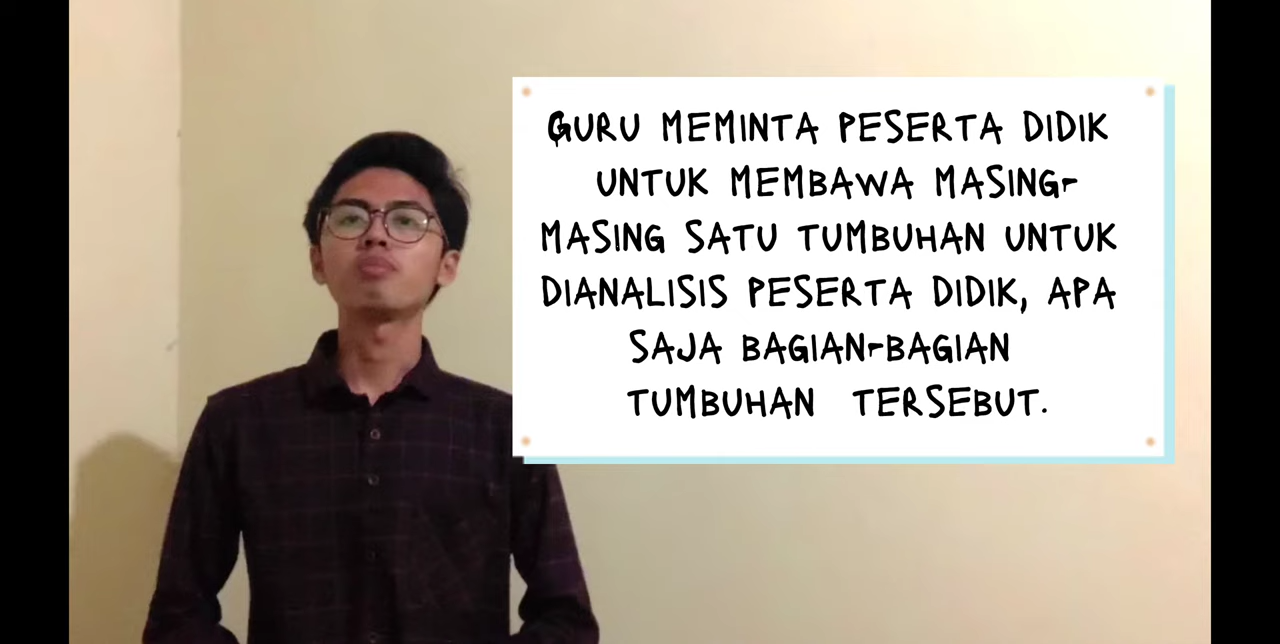 GURU MEMINTA PESERTA DIDIK
UNTUK MEMBAWA MASING-
MASING SATU TUMBUHAN UNTUK
DIANALISIS PESERTA DIDIK, APA
SAJA BAGIAN-BAGIAN
TUMBUHAN TERSEBUT.